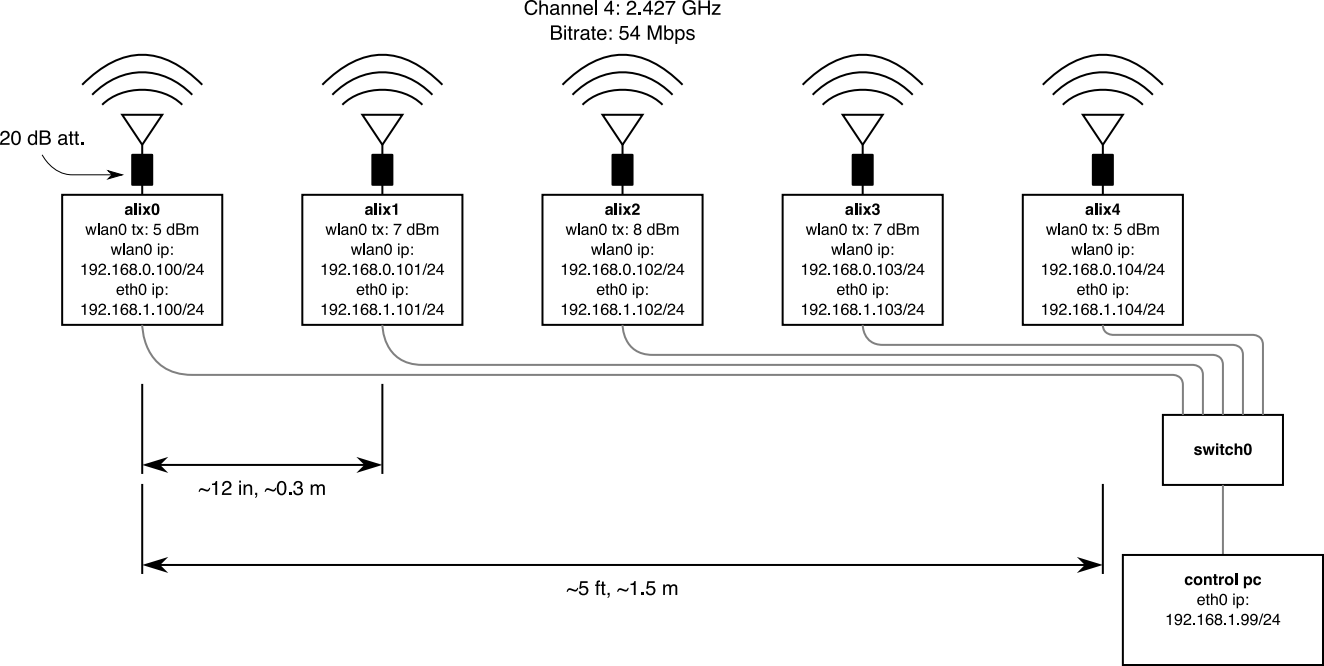 Channel 4: 2.427 GHz
Bitrate: 54 Mbps
20 dB att.
alix0
wlan0 tx: 5 dBm
wlan0 ip:
192.168.0.100/24
eth0 ip:
192.168.1.100/24
alix1
wlan0 tx: 7 dBm
wlan0 ip:
192.168.0.101/24
eth0 ip:
192.168.1.101/24
alix2
wlan0 tx: 8 dBm
wlan0 ip:
192.168.0.102/24
eth0 ip:
192.168.1.102/24
alix3
wlan0 tx: 7 dBm
wlan0 ip:
192.168.0.103/24
eth0 ip:
192.168.1.103/24
alix4
wlan0 tx: 5 dBm
wlan0 ip:
192.168.0.104/24
eth0 ip:
192.168.1.104/24
switch0
~12 in, ~0.3 m
~5 ft, ~1.5 m
control pc
eth0 ip:
192.168.1.99/24